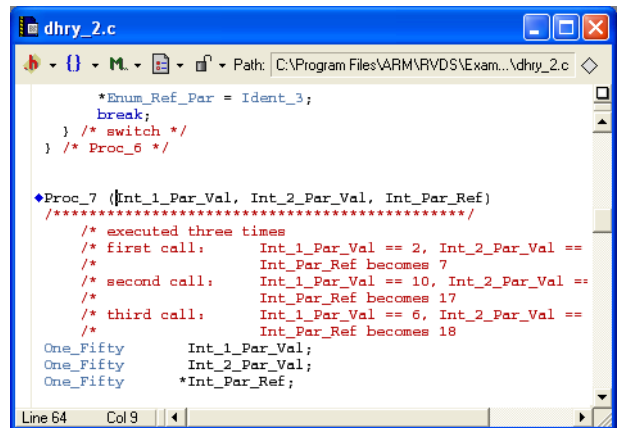 dhry_2.c
h {} M. Path: C:\Program Files\ARM\RVDS\Exam...\dhry_2.c
*Enum_Ref_Par = Ident_3;
break;
} /* switch */
} /* Proc_6 */
Proc_7 (Int_1_Par_Val, Int_2_Par_Val, Int_Par_Ref)
/**********************************************/
/* executed three times
/* first call: Int_1_Par_Val == 2, Int_2_Par_Val ==
/* Int_Par_Ref becomes 7
/* second call: Int_1_Par_Val == 10, Int_2_Par_Val ==
/* Int_Par_Ref becomes 17
/* third call: Int_1_Par_Val == 6, Int_2_Par_Val ==
/* Int_Par_Ref becomes 18
One_Fifty Int_1_Par_Val;
One_Fifty Int_2_Par_Val;
One_Fifty *Int_Par_Ref;
Line 64 Col 9